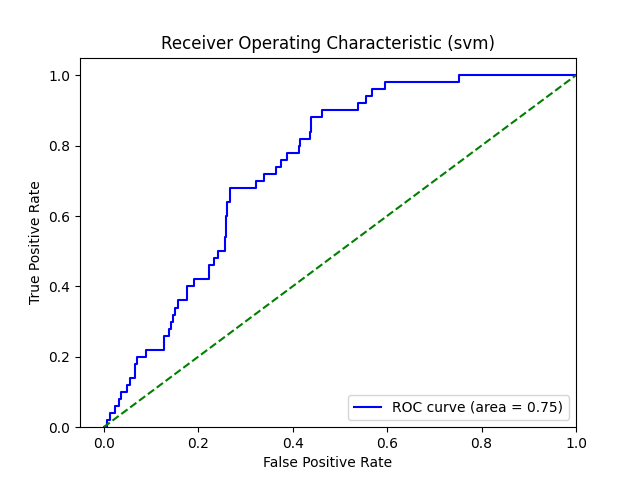 Receiver Operating Characteristic (svm)
1.0
0.8
0.6
0.4
0.2
0.0
True Positive Rate
ROC curve (area = 0.75)
0.0 0.2 0.4 0.6 0.8 1.0
False Positive Rate